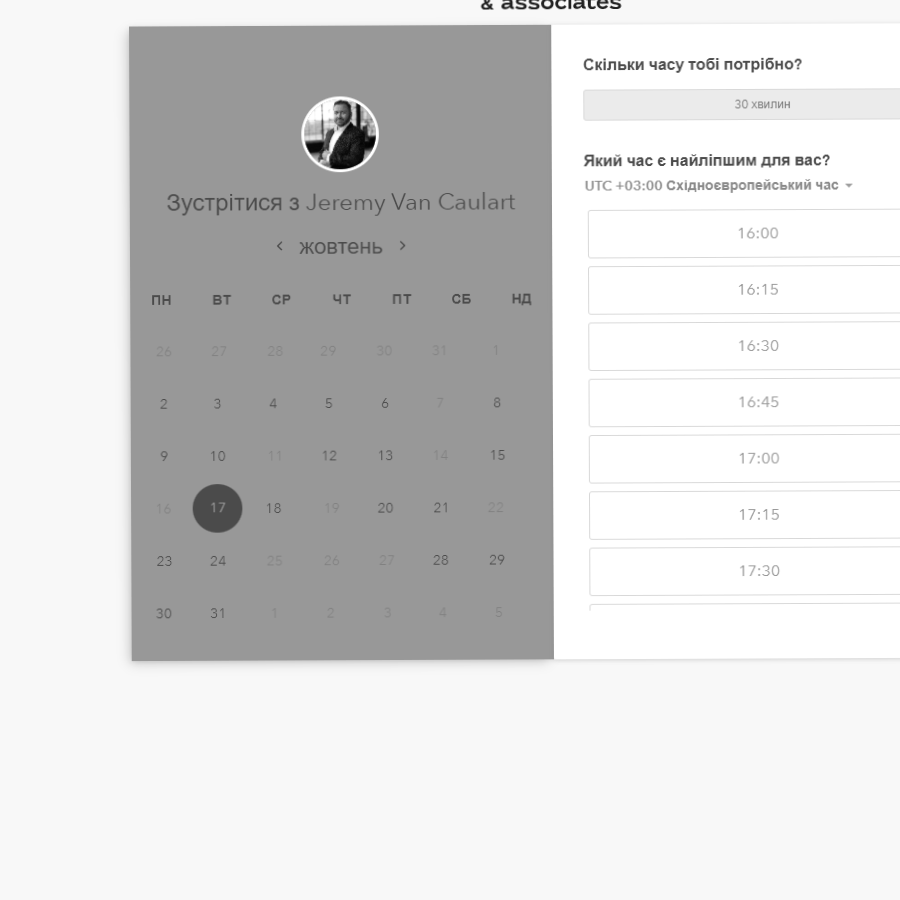 & associates
Зустрітися з Jeremy Van Caulart
жовтень
ПН ВТ СР ЧТ ПТ СБ НД
26 27 28 29 30 31 1
2 3 4 5 6 7 8
9 10 11 12 13 14 15
16 17 18 19 20 21 22
23 24 25 26 27 28 29
30 31 1 2 3 4 5
Скільки часу тобі потрібно?
30 хвилин
Який час є найліпшим для вас?
UTC +03:00 Східноєвропейський час
16:00
16:15
16:30
16:45
17:00
17:15
17:30